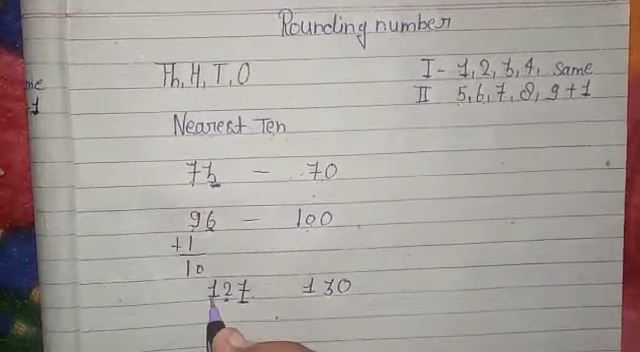 Rounding number
Th, H, T, O
I - 1, 2, 3, 4, same
II 5, 6, 7, 8, 9 + 1
Nearest Ten
73 - 70
96 - 100
+1
10
127 130